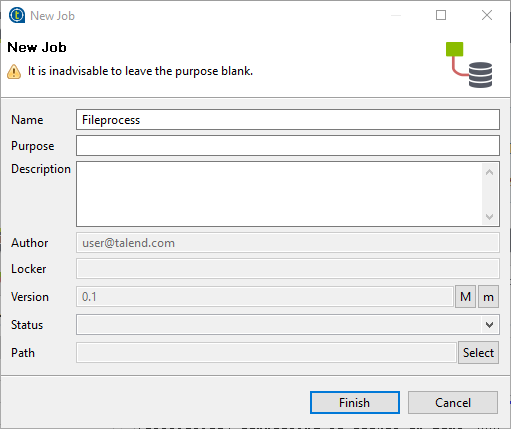 New Job
New Job
It is inadvisable to leave the purpose blank.
Name Fileprocess
Purpose
Description
Author user@talend.com
Locker
Version 0.1 M m
Status
Path Select
Finish Cancel